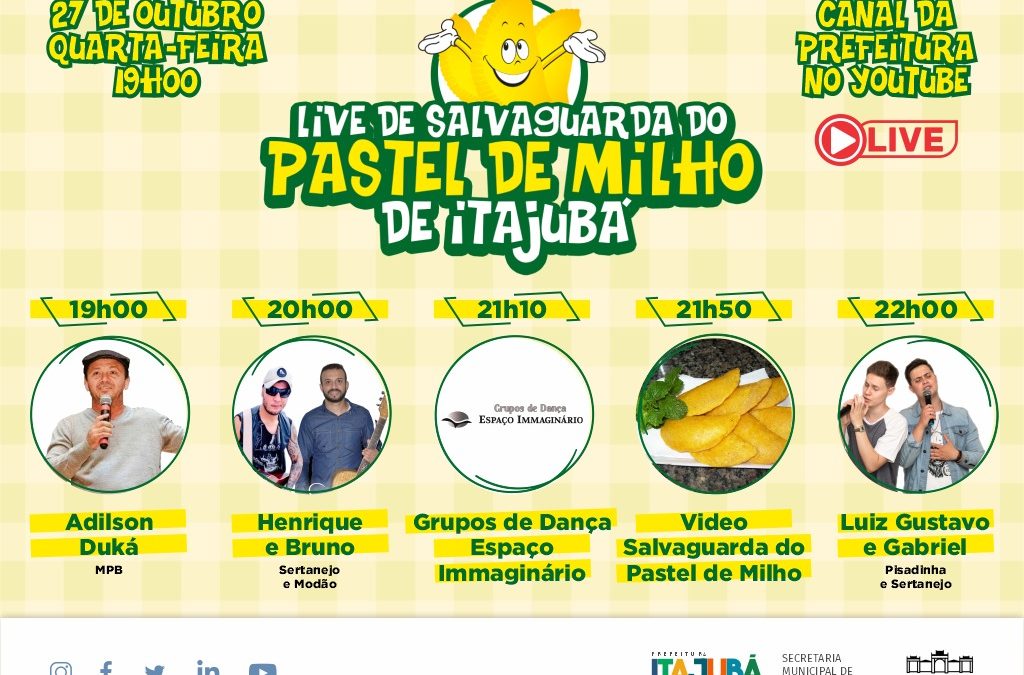 27 DE OUTUBRO
QUARTA-FEIRA
19H00
LIVE DE SALVAGUARDA DO
PASTEL DE MILHO
DE ITAJUBÁ
CANAL DA
PREFEITURA
NO YOUTUBE
LIVE
19h00
20h00
21h10
21h50
22h00
Grupos de Dança
ESPAÇO IMMAGINÁRIO
Adilson
Duká
MPB
Henrique
e Bruno
Sertanejo
e Modão
Grupos de Dança
Espaço
Immaginário
Video
Salvaguarda do
Pastel de Milho
Luiz Gustavo
e Gabriel
Pisadinha
e Sertanejo
PREFEITURA
ITAJUBÁ
SECRETARIA
MUNICIPAL DE